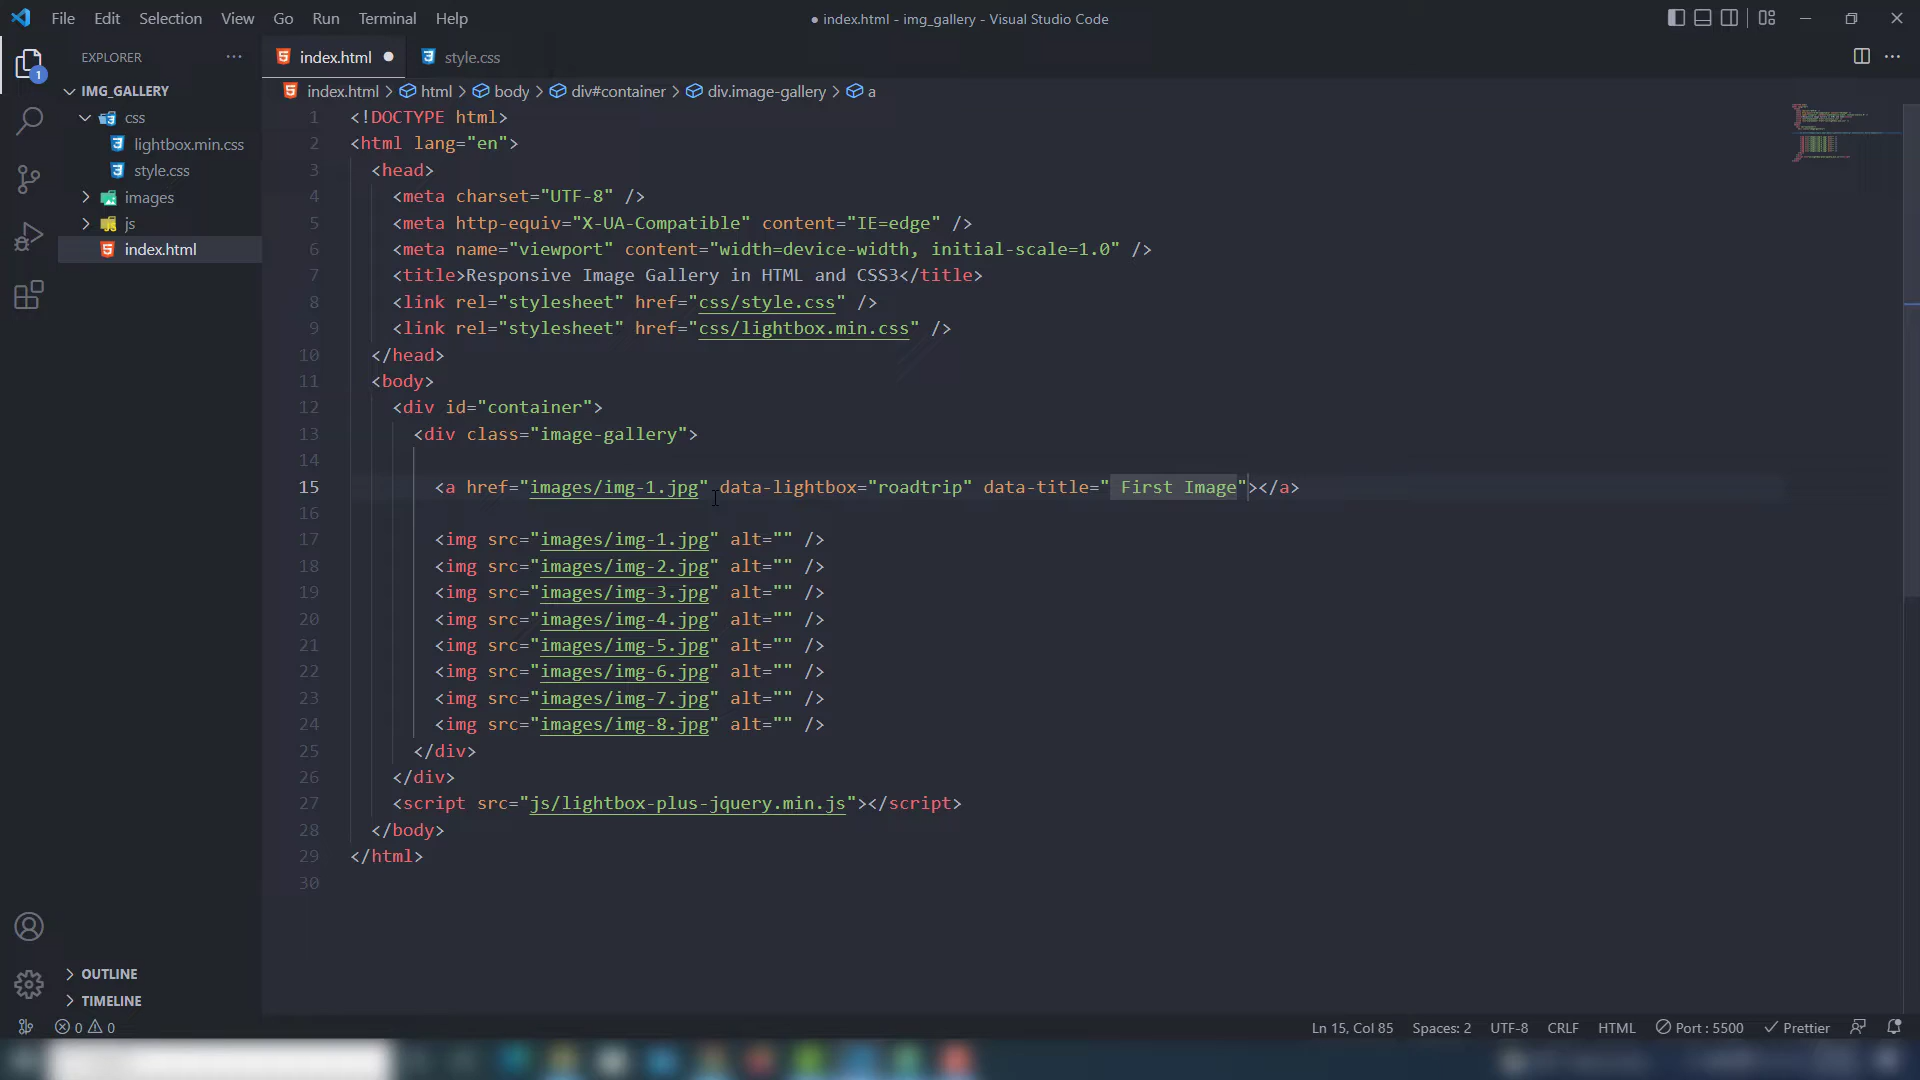 File Edit Selection View Go Run Terminal Help
● index.html - img_gallery - Visual Studio Code
EXPLORER
index.html
style.css
1
IMG_GALLERY
css
lightbox.min.css
style.css
images
js
index.html
OUTLINE
TIMELINE
index.html > html > body > div#container > div.image-gallery > a
1 <!DOCTYPE html>
2 <html lang="en">
3 <head>
4 <meta charset="UTF-8" />
5 <meta http-equiv="X-UA-Compatible" content="IE=edge" />
6 <meta name="viewport" content="width=device-width, initial-scale=1.0" />
7 <title>Responsive Image Gallery in HTML and CSS3</title>
8 <link rel="stylesheet" href="css/style.css" />
9 <link rel="stylesheet" href="css/lightbox.min.css" />
10 </head>
11 <body>
12 <div id="container">
13 <div class="image-gallery">
14
15 <a href="images/img-1.jpg" data-lightbox="roadtrip" data-title=" First Image"></a>
16
17 <img src="images/img-1.jpg" alt="" />
18 <img src="images/img-2.jpg" alt="" />
19 <img src="images/img-3.jpg" alt="" />
20 <img src="images/img-4.jpg" alt="" />
21 <img src="images/img-5.jpg" alt="" />
22 <img src="images/img-6.jpg" alt="" />
23 <img src="images/img-7.jpg" alt="" />
24 <img src="images/img-8.jpg" alt="" />
25 </div>
26 </div>
27 <script src="js/lightbox-plus-jquery.min.js"></script>
28 </body>
29 </html>
30
0 0
Ln 15, Col 85 Spaces: 2 UTF-8 CRLF HTML Port : 5500 Prettier